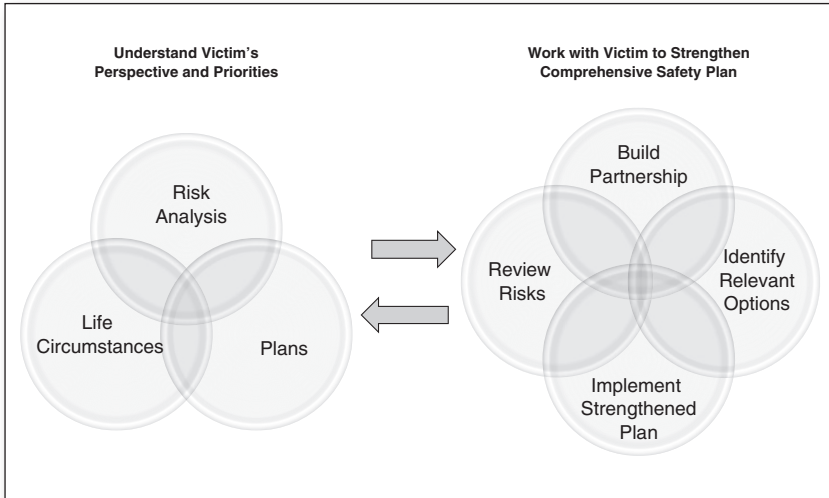 Understand Victim's
Perspective and Priorities
Work with Victim to Strengthen
Comprehensive Safety Plan
Risk
Analysis
Life
Circumstances
Plans
Build
Partnership
Review
Risks
Identify
Relevant
Options
Implement
Strengthened
Plan